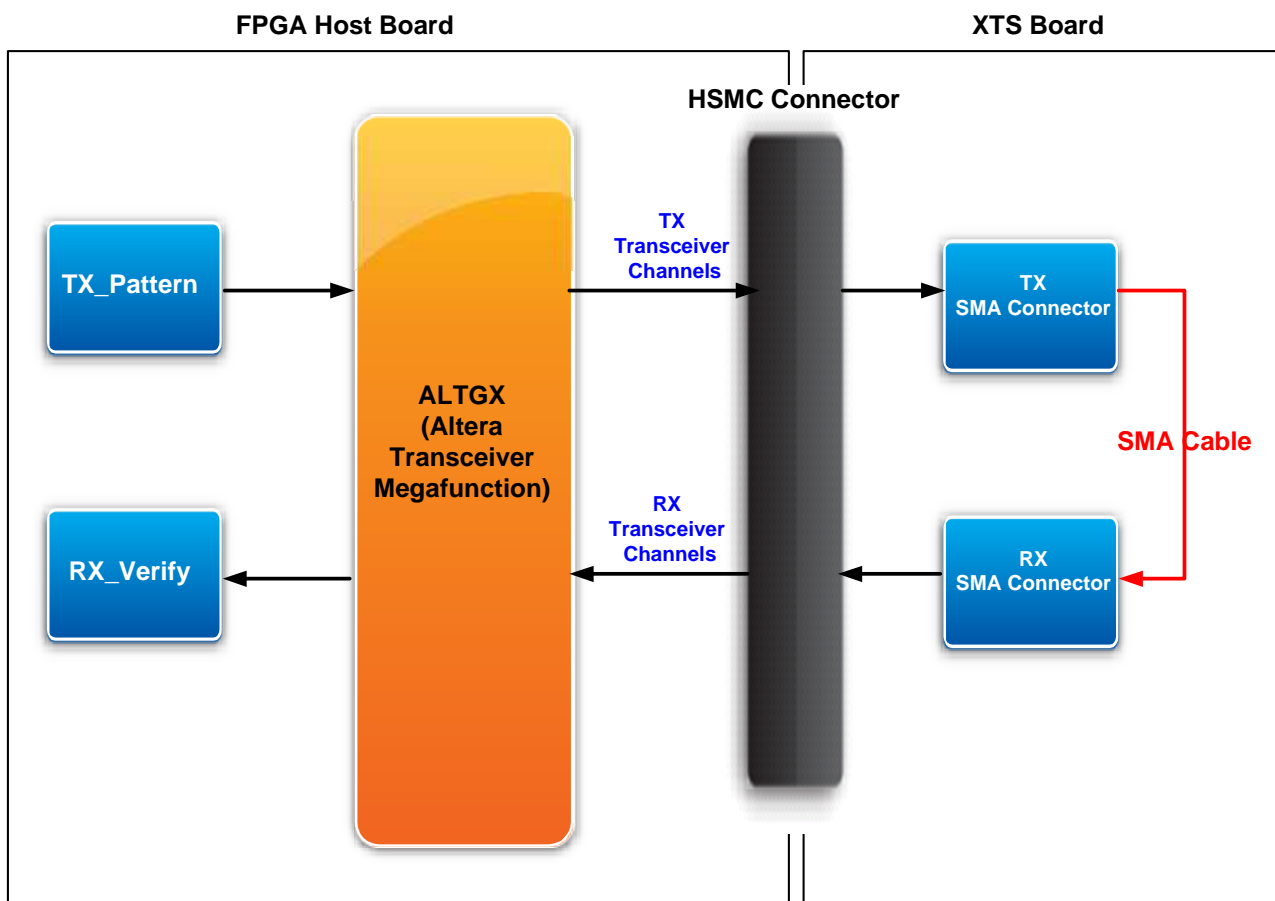 FPGA Host Board
XTS Board
HSMC Connector
TX_Pattern
TX
Transceiver
Channels
TX
SMA Connector
ALTGX
(Altera
Transceiver
Megafunction)
SMA Cable
RX_Verify
RX
Transceiver
Channels
RX
SMA Connector